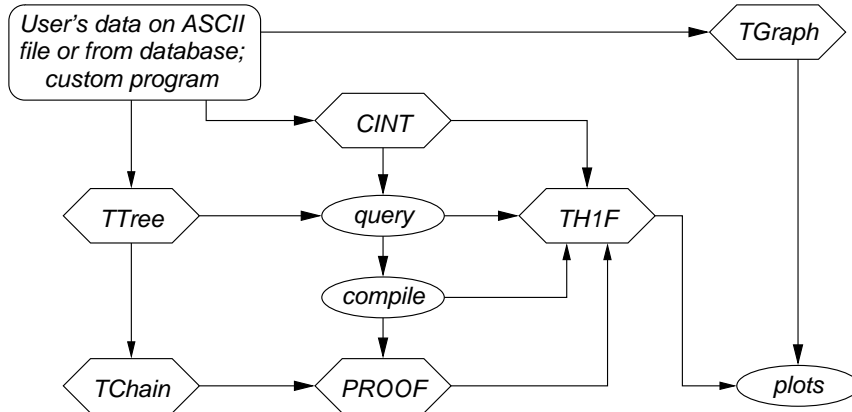 User's data on ASCII
file or from database;
custom program
TGraph
CINT
TTree
query
TH1F
compile
TChain
PROOF
plots